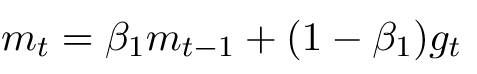 m_t = β_1 m_{t−1} + (1 − β_1)g_t